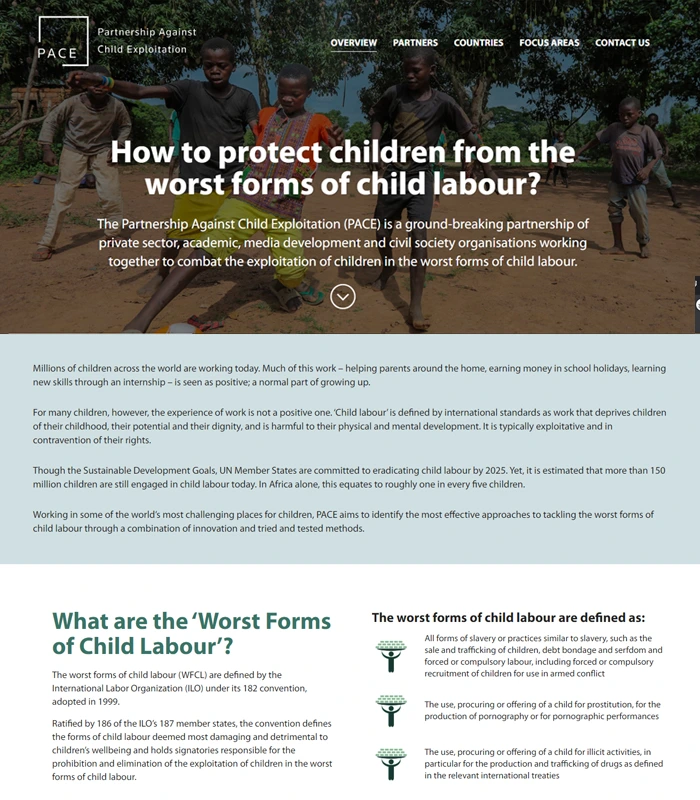 PACE
Partnership Against
Child Exploitation
OVERVIEW PARTNERS COUNTRIES FOCUS AREAS CONTACT US
How to protect children from the
worst forms of child labour?
The Partnership Against Child Exploitation (PACE) is a ground-breaking partnership of
private sector, academic, media development and civil society organisations working
together to combat the exploitation of children in the worst forms of child labour.
Millions of children across the world are working today. Much of this work – helping parents around the home, earning money in school holidays, learning
new skills through an internship – is seen as positive; a normal part of growing up.
For many children, however, the experience of work is not a positive one. ‘Child labour’ is defined by international standards as work that deprives children
of their childhood, their potential and their dignity, and is harmful to their physical and mental development. It is typically exploitative and in
contravention of their rights.
Though the Sustainable Development Goals, UN Member States are committed to eradicating child labour by 2025. Yet, it is estimated that more than 150
million children are still engaged in child labour today. In Africa alone, this equates to roughly one in every five children.
Working in some of the world’s most challenging places for children, PACE aims to identify the most effective approaches to tackling the worst forms of
child labour through a combination of innovation and tried and tested methods.
What are the ‘Worst Forms
of Child Labour’?
The worst forms of child labour (WFCL) are defined by the
International Labor Organization (ILO) under its 182 convention,
adopted in 1999.
Ratified by 186 of the ILO’s 187 member states, the convention defines
the forms of child labour deemed most damaging and detrimental to
children’s wellbeing and holds signatories responsible for the
prohibition and elimination of the exploitation of children in the worst
forms of child labour.
The worst forms of child labour are defined as:
All forms of slavery or practices similar to slavery, such as the
sale and trafficking of children, debt bondage and serfdom and
forced or compulsory labour, including forced or compulsory
recruitment of children for use in armed conflict
The use, procuring or offering of a child for prostitution, for the
production of pornography or for pornographic performances
The use, procuring or offering of a child for illicit activities, in
particular for the production and trafficking of drugs as defined
in the relevant international treaties